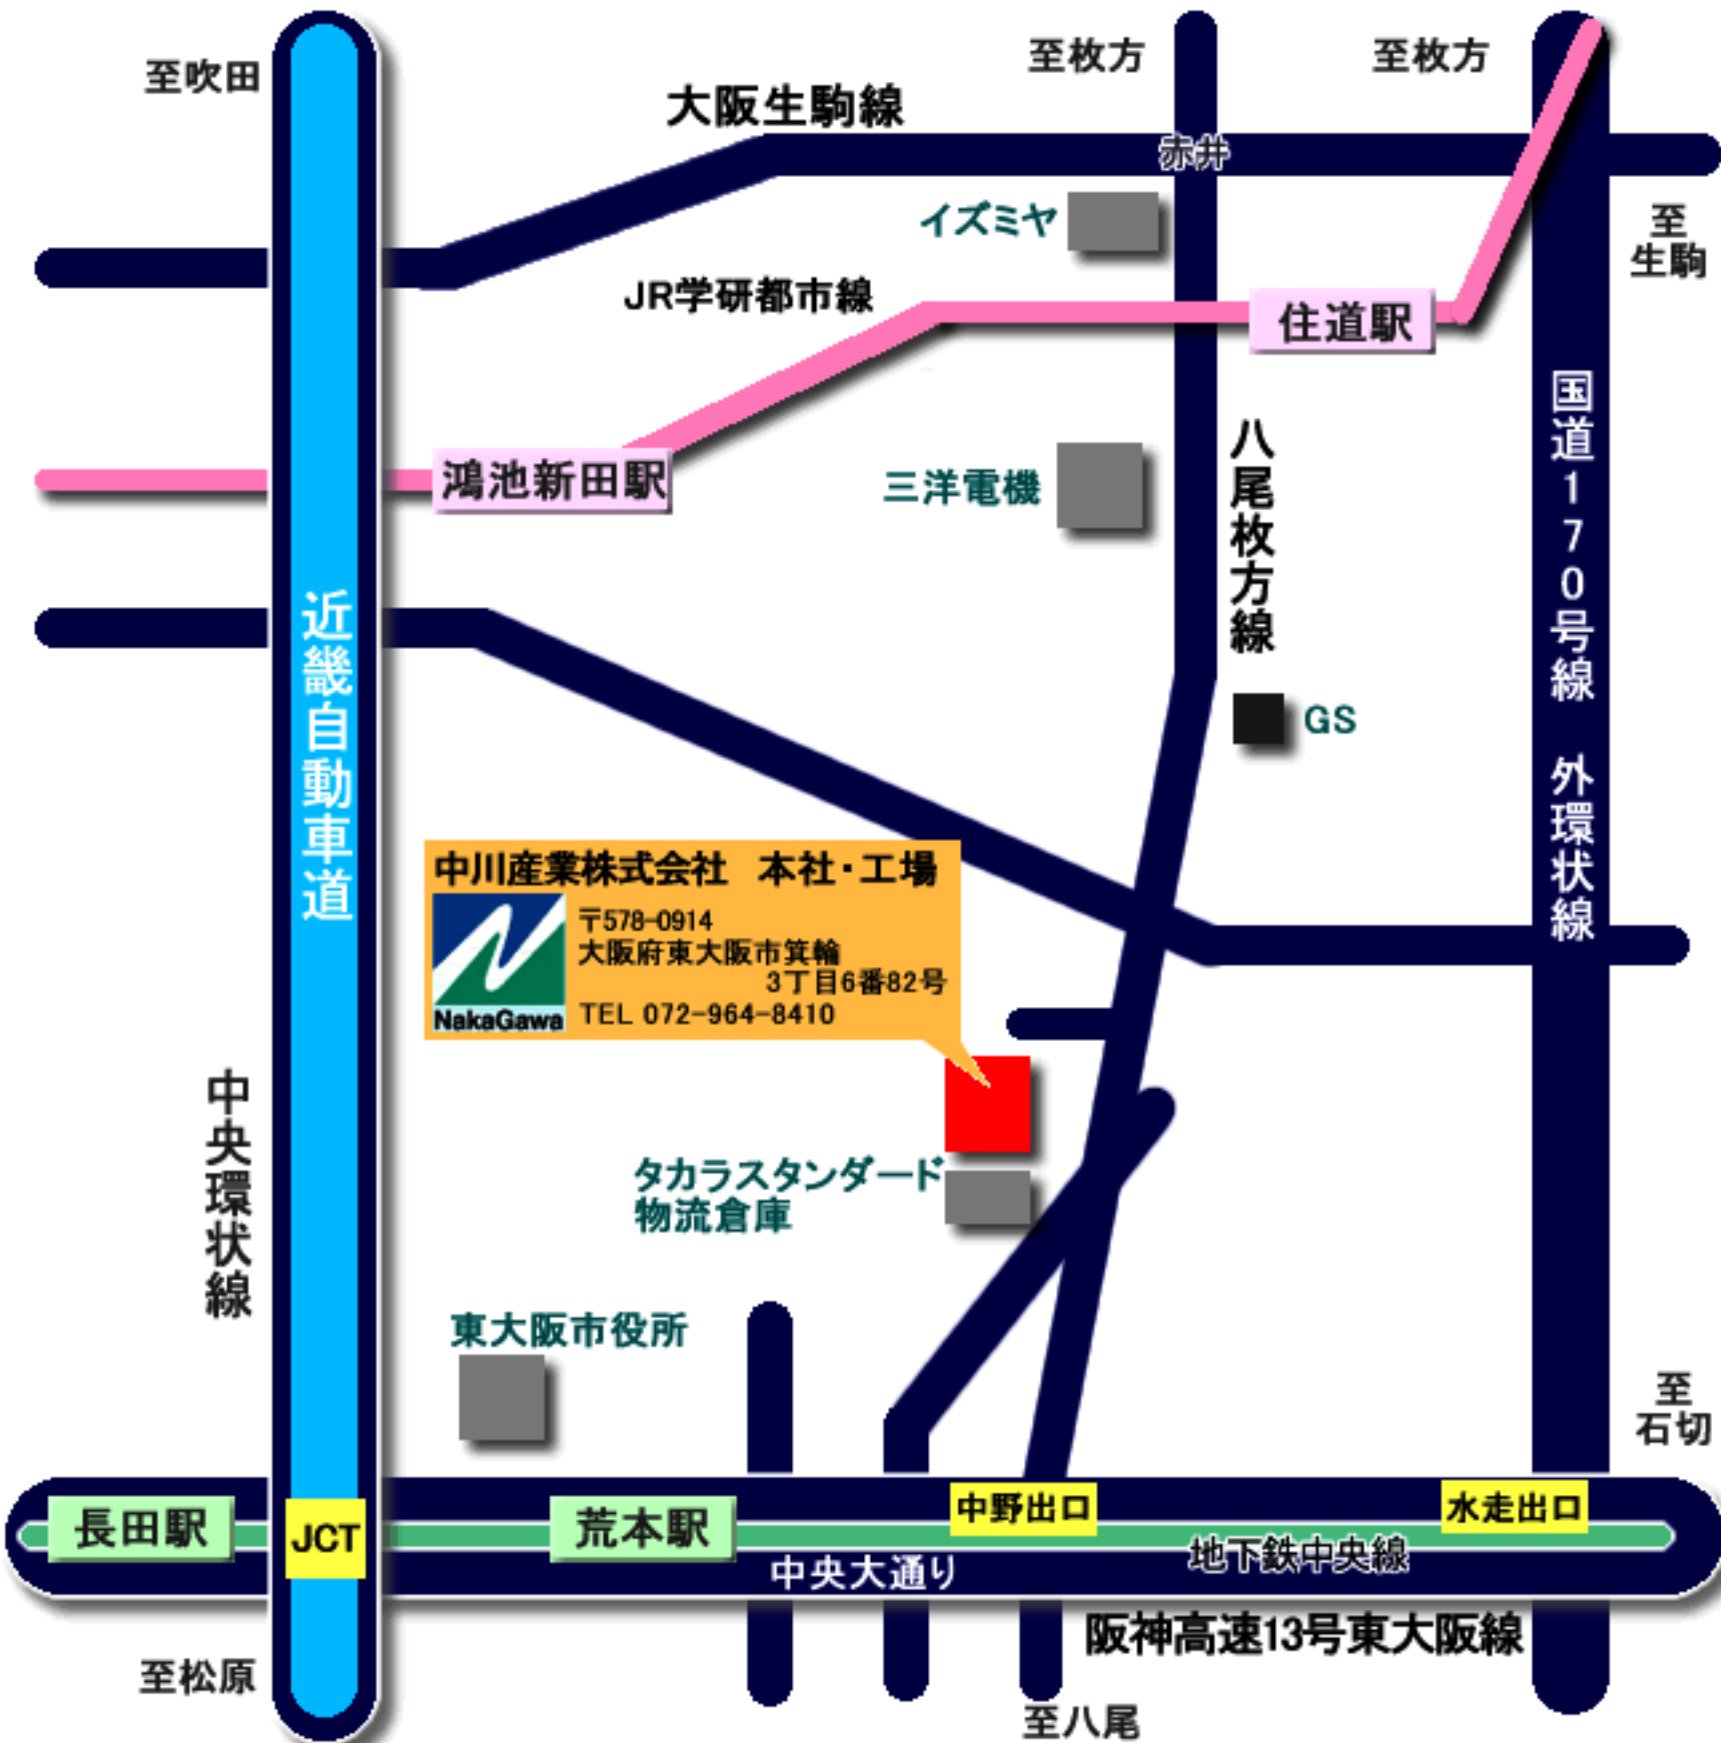 至吹田
至枚方
至枚方
大阪生駒線
赤井
イズミヤ
至
生駒
JR学研都市線
住道駅
国道170号線 外環状線
八尾枚方線
鴻池新田駅
三洋電機
近畿自動車道
GS
中川産業株式会社 本社・工場
〒578-0914
大阪府東大阪市箕輪
3丁目6番82号
TEL 072-964-8410
NakaGawa
中央環状線
タカラスタンダード
物流倉庫
東大阪市役所
至
石切
長田駅
JCT
荒本駅
中野出口
水走出口
地下鉄中央線
中央大通り
阪神高速13号東大阪線
至松原
至八尾